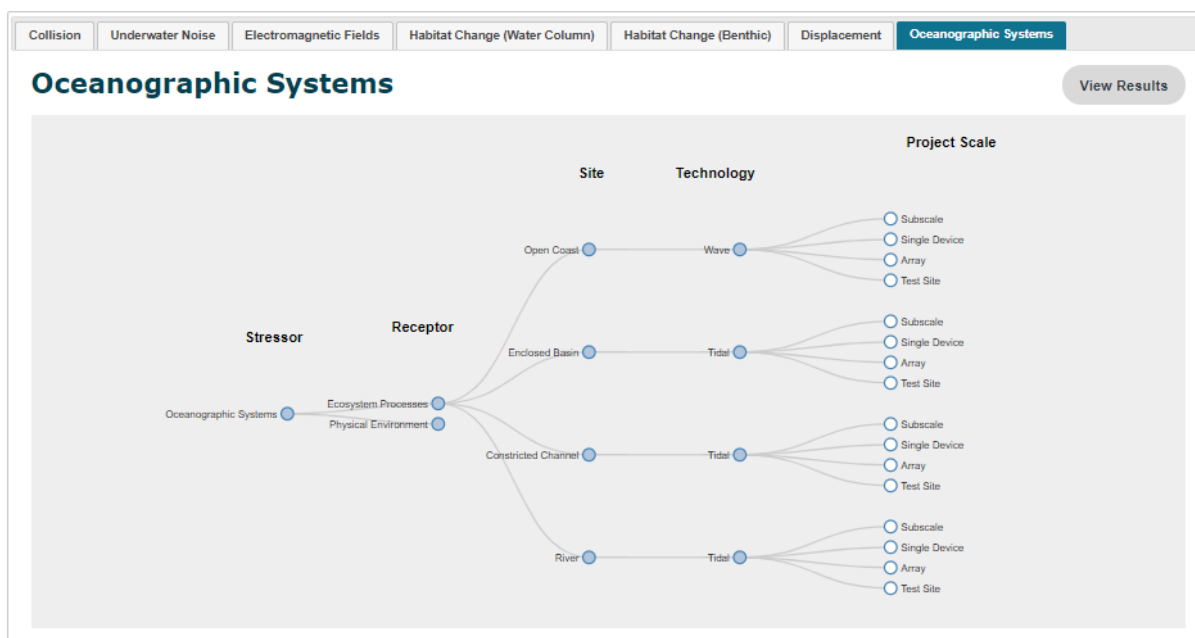 Collision
Underwater Noise
Electromagnetic Fields
Habitat Change (Water Column)
Habitat Change (Benthic)
Displacement
Oceanographic Systems
Oceanographic Systems
View Results
Project Scale
Site
Technology
Receptor
Stressor
Oceanographic Systems
Ecosystem Processes
Physical Environment
Open Coast
Wave
Subscale
Single Device
Array
Test Site
Enclosed Basin
Tidal
Subscale
Single Device
Array
Test Site
Constricted Channel
Tidal
Subscale
Single Device
Array
Test Site
River
Tidal
Subscale
Single Device
Array
Test Site